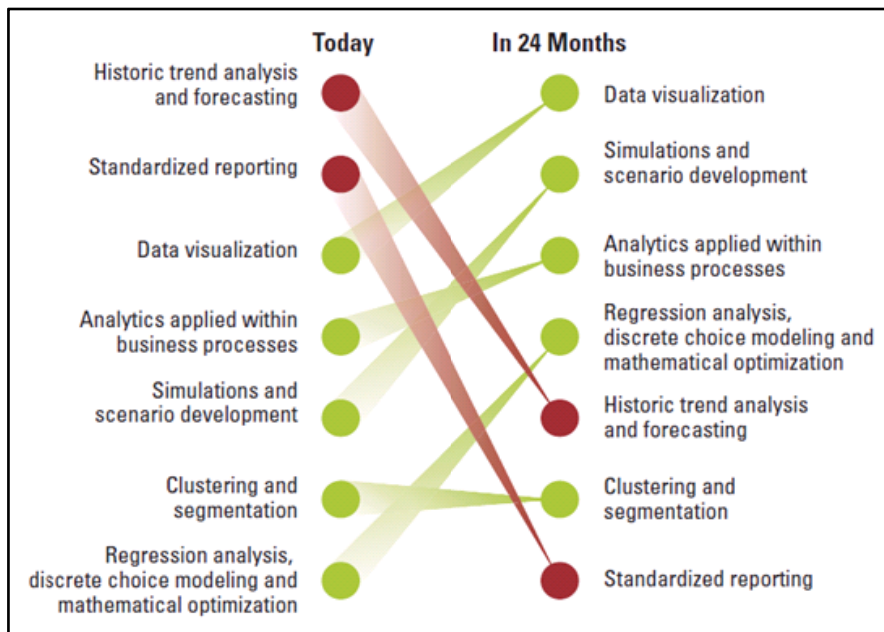 Today
Historic trend analysis
and forecasting
Standardized reporting
Data visualization
Analytics applied within
business processes
Simulations and
scenario development
Clustering and
segmentation
Regression analysis,
discrete choice modeling and
mathematical optimization
In 24 Months
Data visualization
Simulations and
scenario development
Analytics applied within
business processes
Regression analysis,
discrete choice modeling and
mathematical optimization
Historic trend analysis
and forecasting
Clustering and
segmentation
Standardized reporting